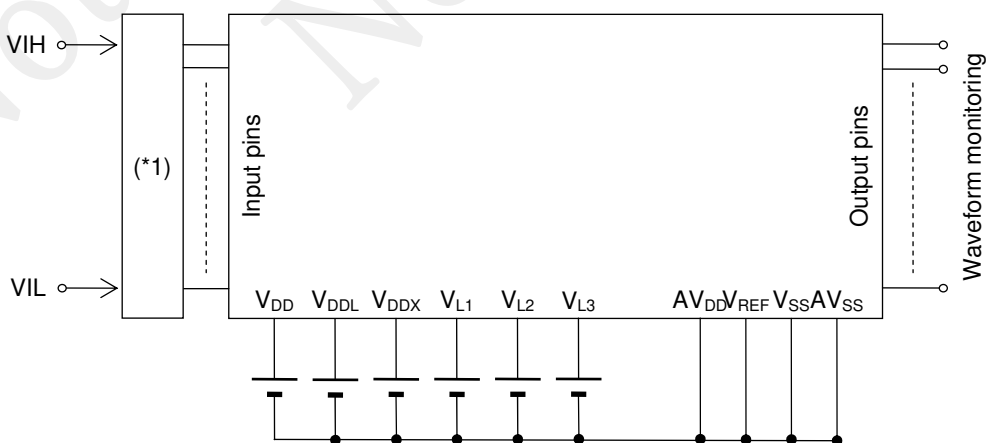 VIH
(*1)
VIL
Input pins
Output pins
Waveform monitoring
VDD VDDL VDDX VL1 VL2 VL3 AVDD VREF VSS AVSS